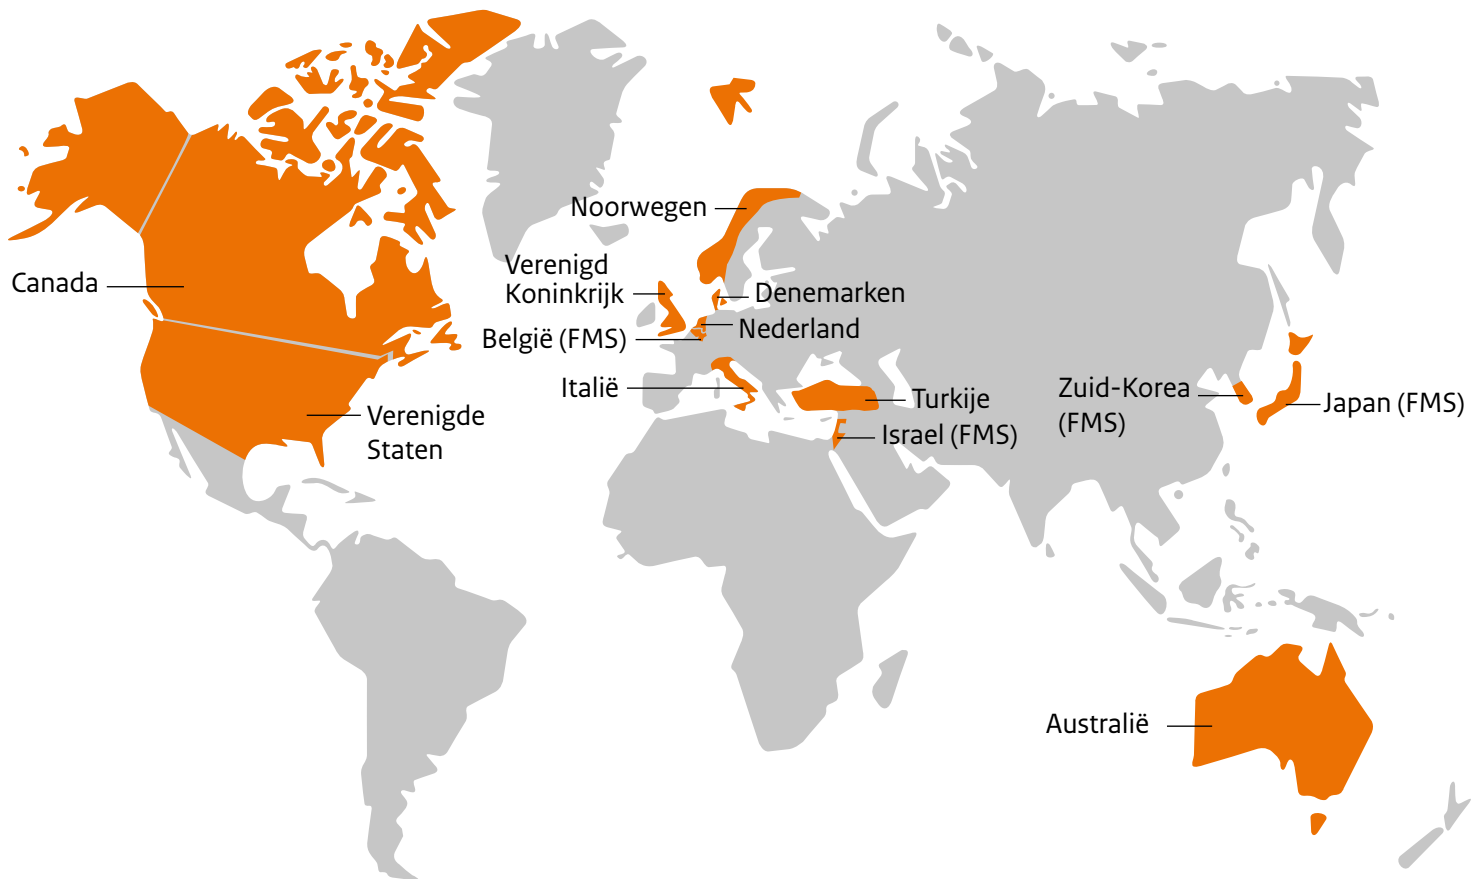 Noorwegen
Verenigd
Koninkrijk
Canada
Denemarken
Nederland
België (FMS)
Italië
Turkije
Zuid-Korea
(FMS)
Japan (FMS)
Verenigde
Staten
Israel (FMS)
Australië